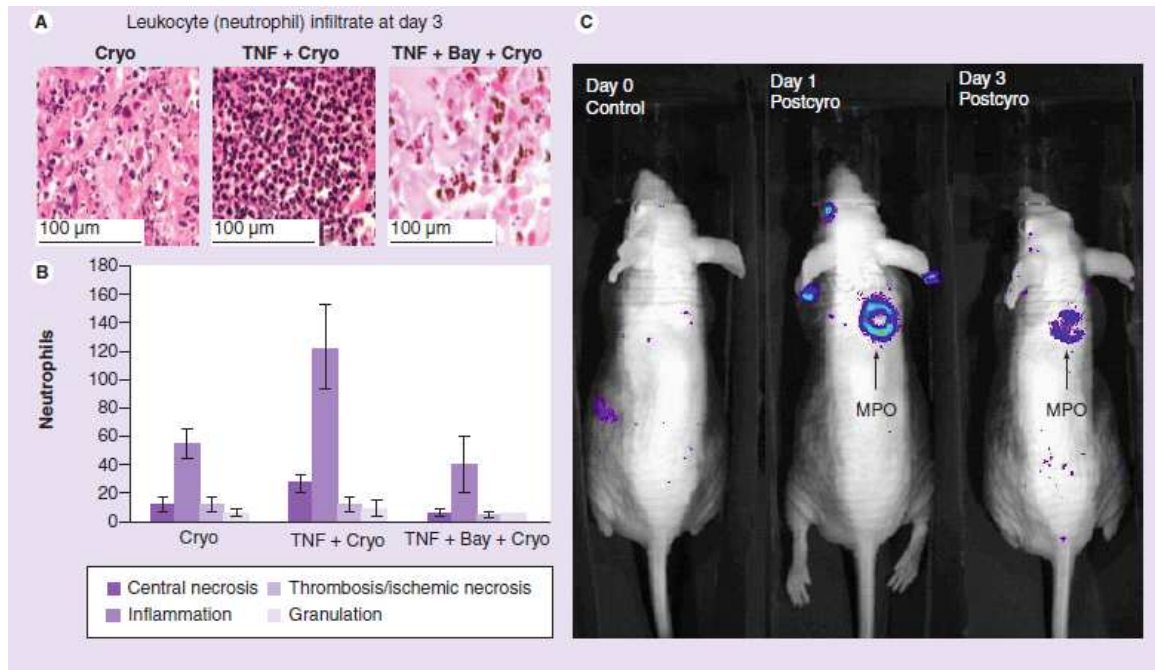 A
Leukocyte (neutrophil) infiltrate at day 3
Cryo
TNF + Cryo
TNF + Bay + Cryo
100 µm
100 µm
100 µm
B
180
160
140
120
100
80
60
40
20
0
Neutrophils
Cryo
TNF + Cryo
TNF + Bay + Cryo
Central necrosis
Thrombosis/ischemic necrosis
Inflammation
Granulation
C
Day 0
Control
Day 1
Postcyro
Day 3
Postcyro
MPO
MPO